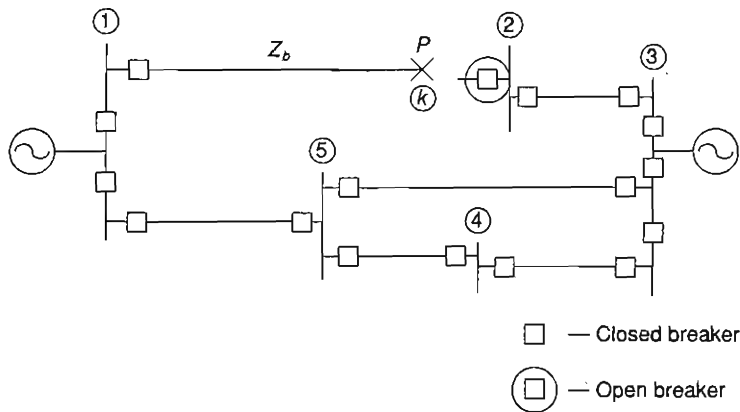 1
2
Z_b
P
3
k
5
4
— Closed breaker
— Open breaker